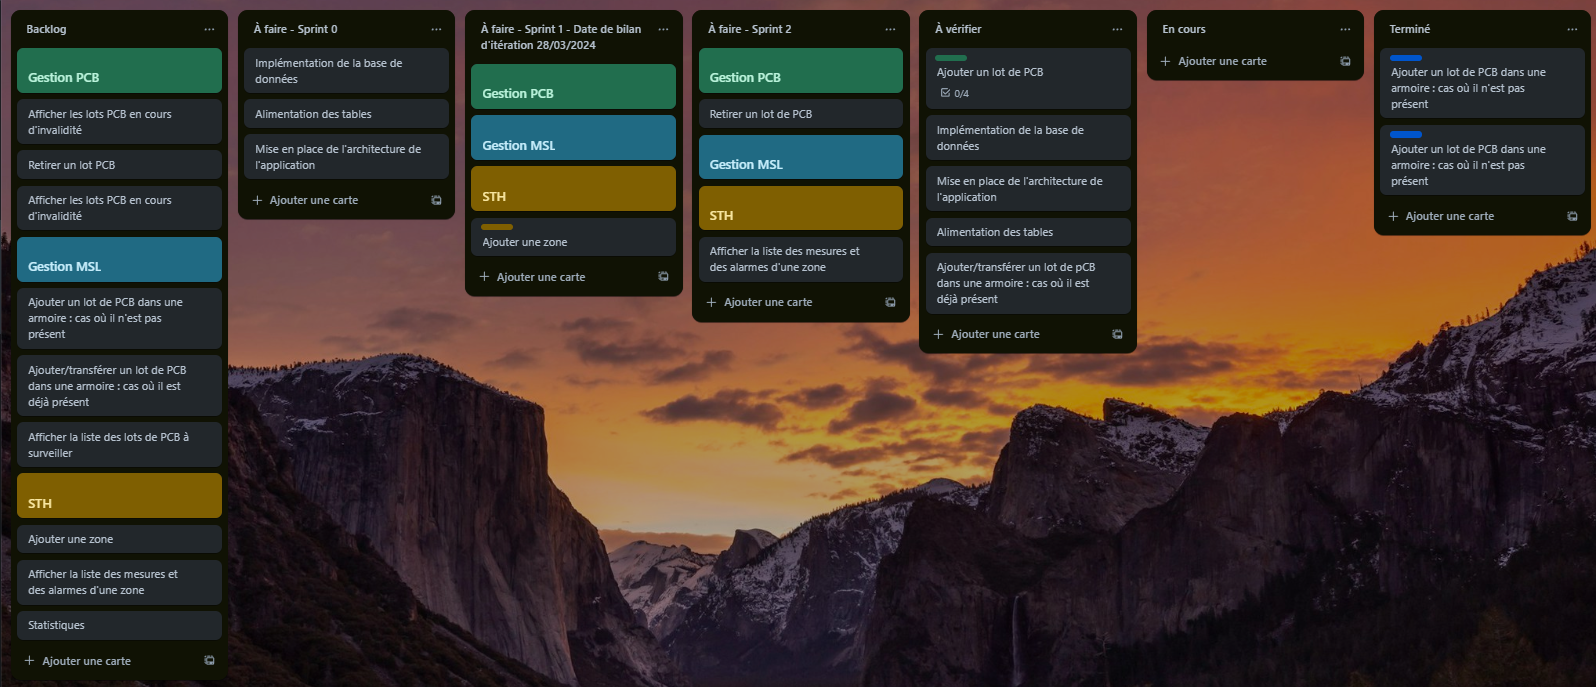 Backlog
Gestion PCB
Afficher les lots PCB en cours
d'invalidité
Retirer un lot PCB
Afficher les lots PCB en cours
d'invalidité
Gestion MSL
Ajouter un lot de PCB dans une
armoire : cas où il n'est pas
présent
Ajouter/transférer un lot de PCB
dans une armoire : cas où il est
déjà présent
Afficher la liste des lots de PCB à
surveiller
STH
Ajouter une zone
Afficher la liste des mesures et
des alarmes d'une zone
Statistiques
+ Ajouter une carte
À faire - Sprint 0
Implémentation de la base de
données
Alimentation des tables
Mise en place de l'architecture de
l'application
+ Ajouter une carte
À faire - Sprint 1 - Date de bilan
d'itération 28/03/2024
Gestion PCB
Gestion MSL
STH
Ajouter une zone
+ Ajouter une carte
À faire - Sprint 2
Gestion PCB
Retirer un lot de PCB
Gestion MSL
STH
Afficher la liste des mesures et
des alarmes d'une zone
+ Ajouter une carte
À vérifier
Ajouter un lot de PCB
0/4
Implémentation de la base de
données
Mise en place de l'architecture de
l'application
Alimentation des tables
Ajouter/transférer un lot de pCB
dans une armoire : cas où il est
déjà présent
+ Ajouter une carte
En cours
+ Ajouter une carte
Terminé
Ajouter un lot de PCB dans une
armoire : cas où il n'est pas
présent
Ajouter un lot de PCB dans une
armoire : cas où il n'est pas
présent
+ Ajouter une carte